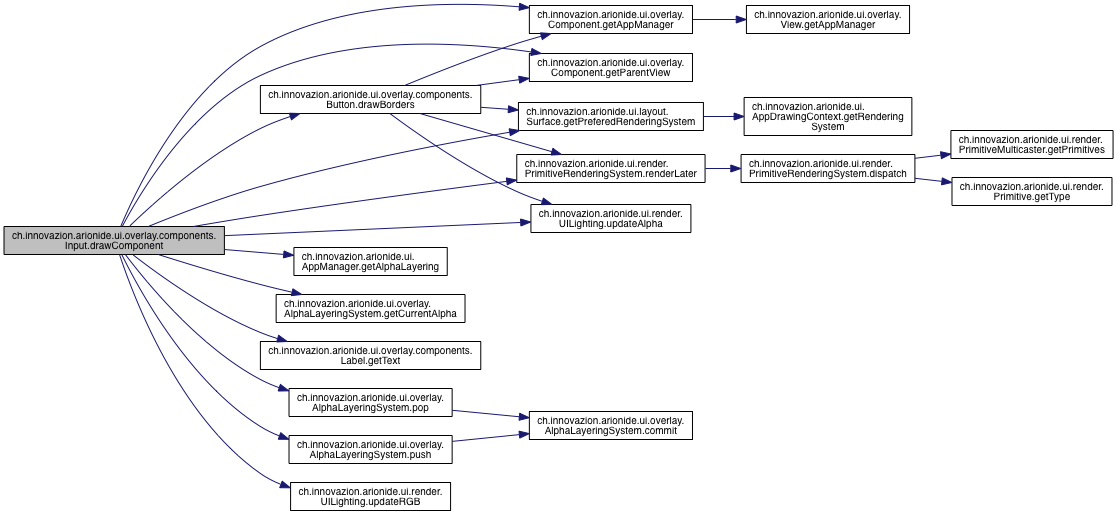 ch.innovazion.arionide.ui.overlay.
Component.getAppManager
ch.innovazion.arionide.ui.overlay.
View.getAppManager
ch.innovazion.arionide.ui.overlay.
Component.getParentView
ch.innovazion.arionide.ui.overlay.components.
Button.drawBorders
ch.innovazion.arionide.ui.layout.
Surface.getPreferedRenderingSystem
ch.innovazion.arionide.ui.
AppDrawingContext.getRendering
System
ch.innovazion.arionide.ui.render.
PrimitiveMulticaster.getPrimitives
ch.innovazion.arionide.ui.render.
PrimitiveRenderingSystem.renderLater
ch.innovazion.arionide.ui.render.
PrimitiveRenderingSystem.dispatch
ch.innovazion.arionide.ui.render.
Primitive.getType
ch.innovazion.arionide.ui.render.
UILighting.updateAlpha
ch.innovazion.arionide.ui.overlay.components.
Input.drawComponent
ch.innovazion.arionide.ui.
AppManager.getAlphaLayering
ch.innovazion.arionide.ui.overlay.
AlphaLayeringSystem.getCurrentAlpha
ch.innovazion.arionide.ui.overlay.components.
Label.getText
ch.innovazion.arionide.ui.overlay.
AlphaLayeringSystem.pop
ch.innovazion.arionide.ui.overlay.
AlphaLayeringSystem.commit
ch.innovazion.arionide.ui.overlay.
AlphaLayeringSystem.push
ch.innovazion.arionide.ui.render.
UILighting.updateRGB